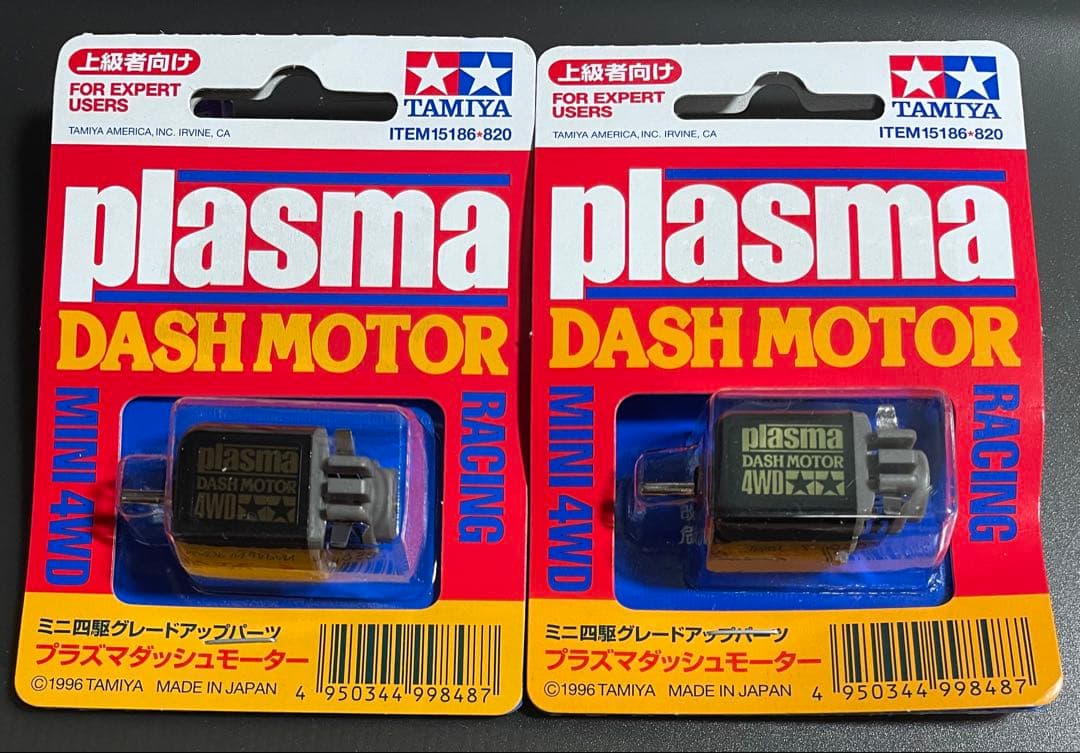 上級者向け
FOR EXPERT
USERS
TAMIYA AMERICA, INC. IRVINE, CA
TAMIYA
ITEM15186*820
plasma
DASH MOTOR
MINI 4WD
RACING
plasma
DASH MOTOR
4WD
ミニ四駆グレードアップパーツ
プラズマダッシュモーター
©1996 TAMIYA MADE IN JAPAN
4 950344 998487
上級者向け
FOR EXPERT
USERS
TAMIYA AMERICA, INC. IRVINE, CA
TAMIYA
ITEM15186*820
plasma
DASH MOTOR
MINI 4WD
RACING
plasma
DASH MOTOR
4WD
ミニ四駆グレードアップパーツ
プラズマダッシュモーター
©1996 TAMIYA MADE IN JAPAN
4 950344 998487